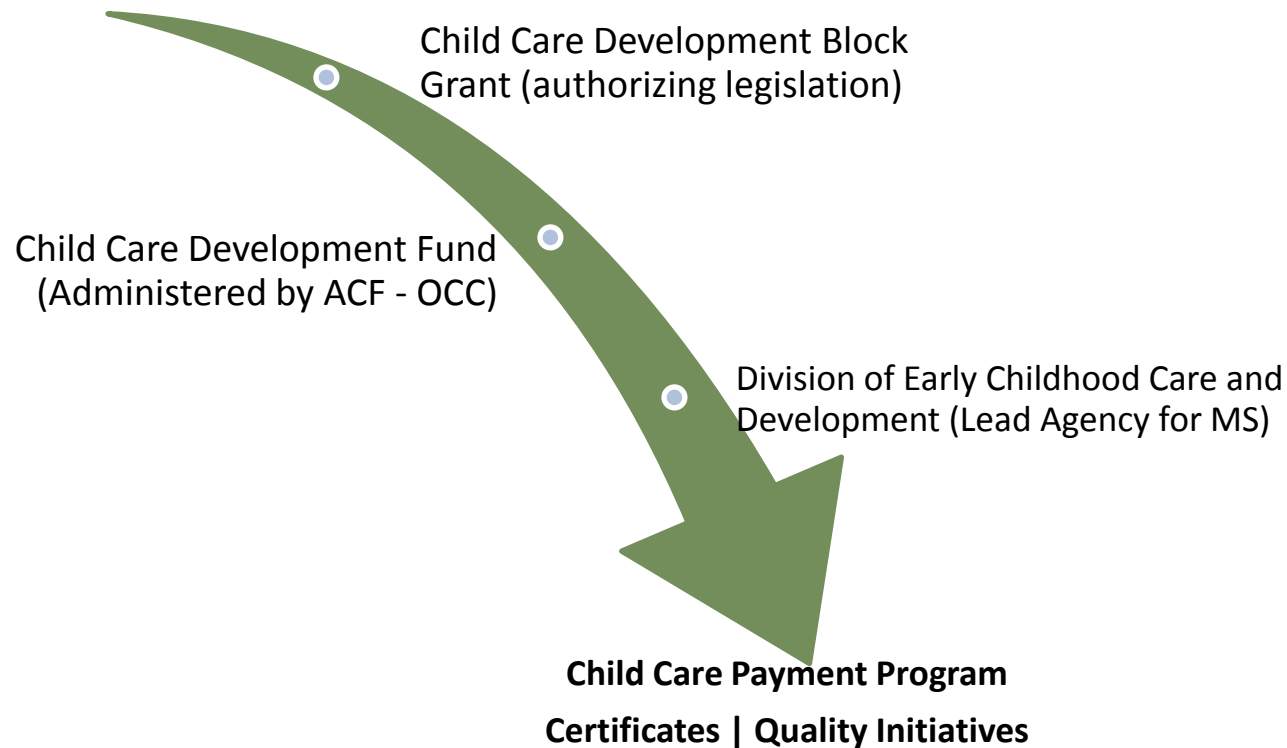 Child Care Development Block
Grant (authorizing legislation)
Child Care Development Fund
(Administered by ACF - OCC)
Division of Early Childhood Care and
Development (Lead Agency for MS)
Child Care Payment Program
Certificates | Quality Initiatives